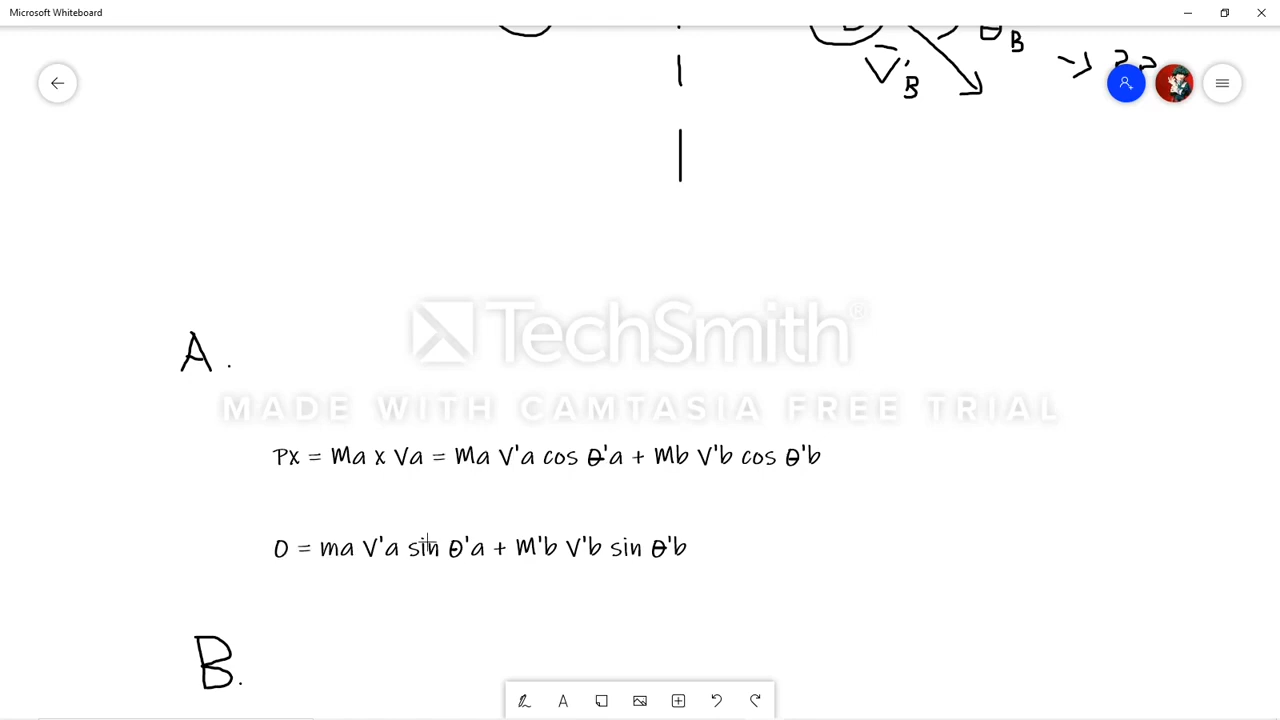 Microsoft Whiteboard
θB
V'B
A.
TechSmith®
MADE WITH CAMTASIA FREE TRIAL
Px = Ma x Va = Ma V'a cos θ'a + Mb V'b cos θ'b
0 = ma V'a sin θ'a + M'b V'b sin θ'b
B.
A